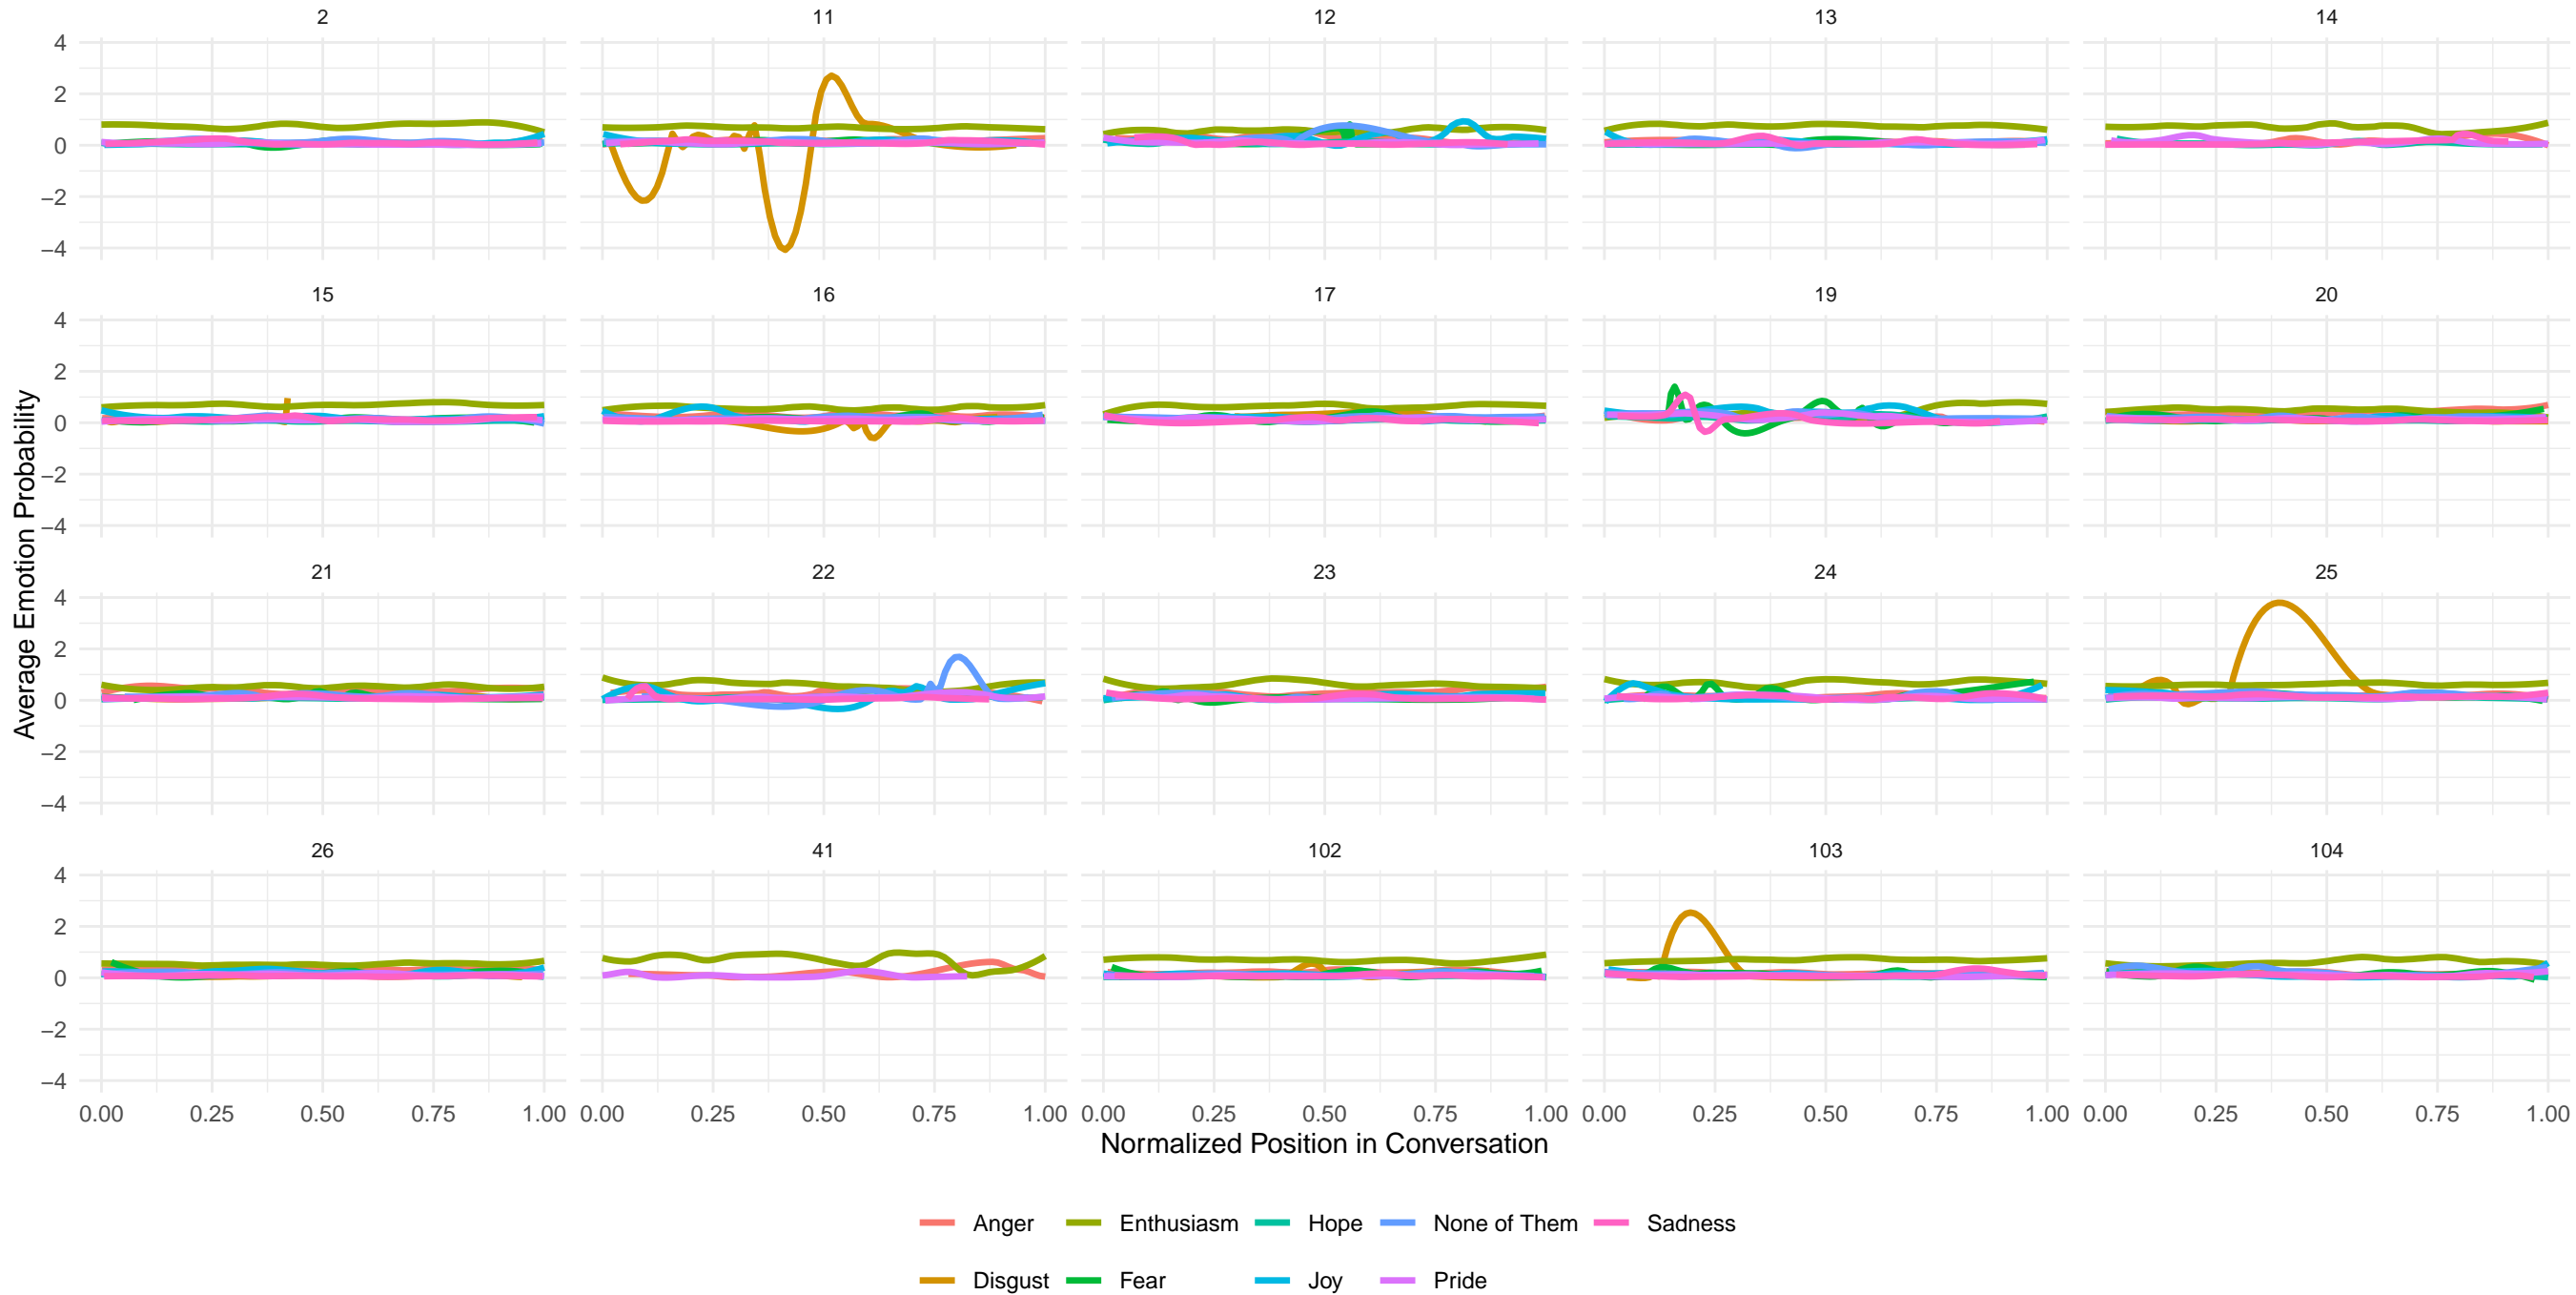 2 11 12 13 14
4
2
0
−2
−4
15 16 17 19 20
4
2
0
−2
−4
21 22 23 24 25
4
2
0
−2
−4
26 41 102 103 104
4
2
0
−2
−4
Average Emotion Probability
0.00 0.25 0.50 0.75 1.00 0.00 0.25 0.50 0.75 1.00 0.00 0.25 0.50 0.75 1.00 0.00 0.25 0.50 0.75 1.00 0.00 0.25 0.50 0.75 1.00
Normalized Position in Conversation
Anger Enthusiasm Hope None of Them Sadness
Disgust Fear Joy Pride